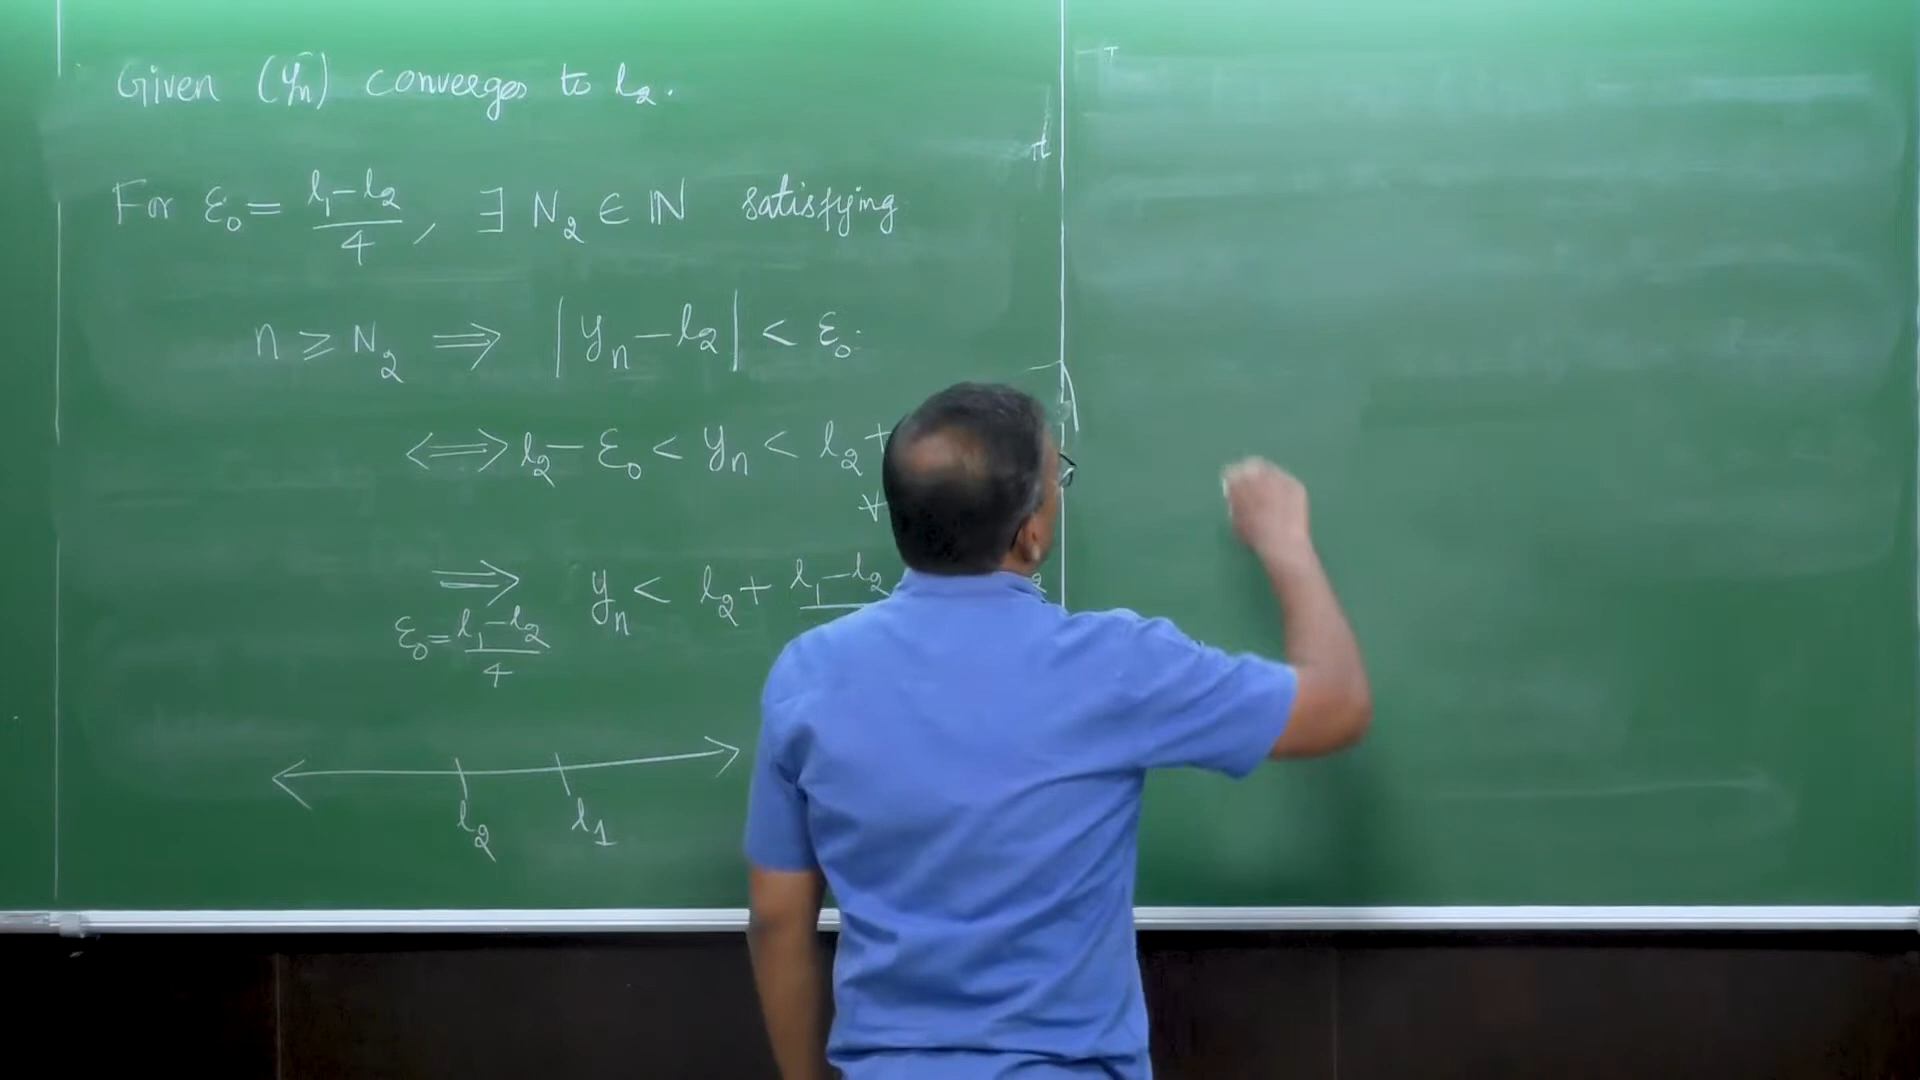 Given (yₙ) converges to l₂.
For ε₀ = (l₁ − l₂)/4, ∃ N₂ ∈ ℕ satisfying
n ≥ N₂ ⟹ |yₙ − l₂| < ε₀.
⟺ l₂ − ε₀ < yₙ < l₂ +
∀
⟹ yₙ < l₂ + l₁ − l₂
ε₀ = (l₁ − l₂)/4
l₂ l₁